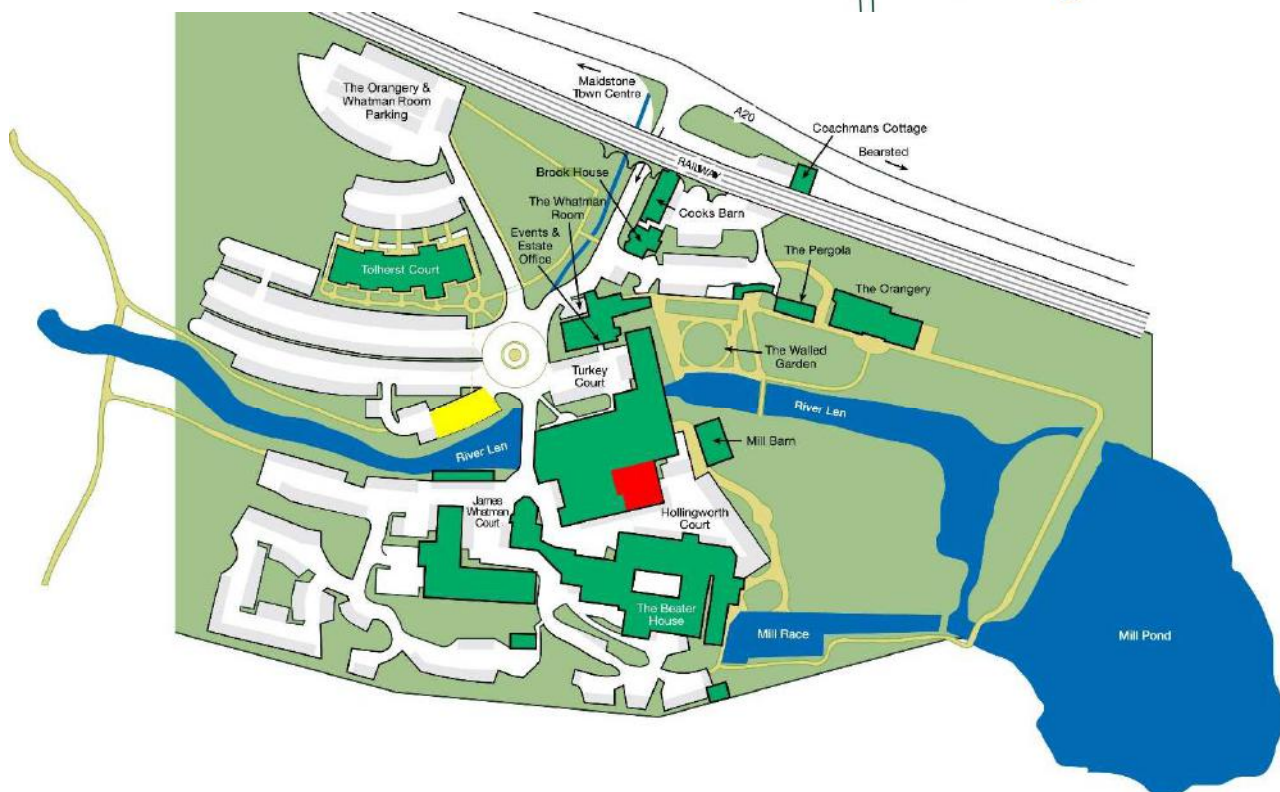 The Orangery &
Whatman Room
Parking
Maidstone
Town Centre
A20
Coachmans Cottage
Bearsted
RAILWAY
Brook House
The Whatman
Room
Cooks Barn
Events &
Estate
Office
The Pergola
Tolherst Court
The Orangery
The Walled
Garden
Turkey
Court
River Len
Mill Barn
River Len
James
Whatman
Court
Hollingworth
Court
The Beater
House
Mill Race
Mill Pond